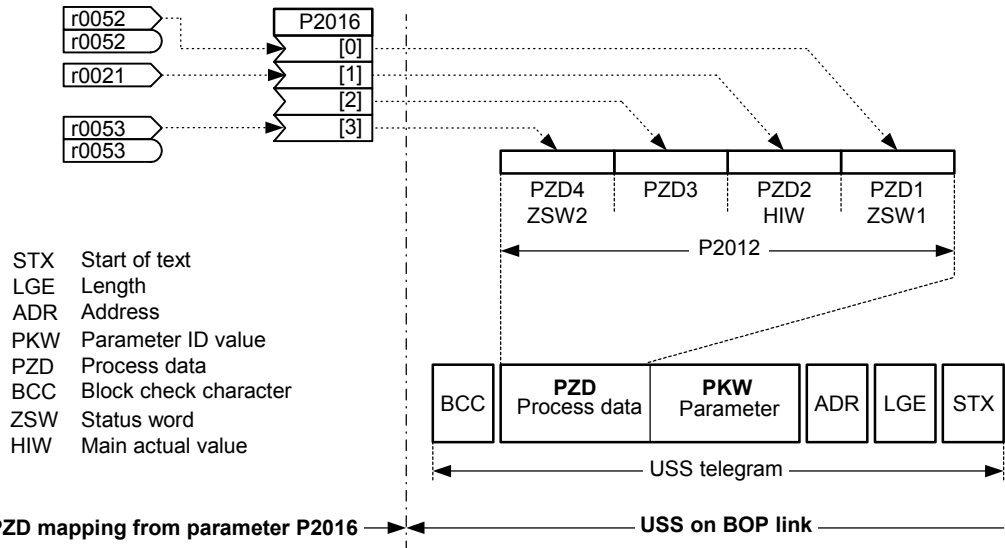 r0052
r0052
r0021
r0053
r0053
P2016
[0]
[1]
[2]
[3]
PZD4
ZSW2
PZD3
PZD2
HIW
PZD1
ZSW1
P2012
STX Start of text
LGE Length
ADR Address
PKW Parameter ID value
PZD Process data
BCC Block check character
ZSW Status word
HIW Main actual value
BCC
PZD
Process data
PKW
Parameter
ADR
LGE
STX
USS telegram
PZD mapping from parameter P2016
USS on BOP link